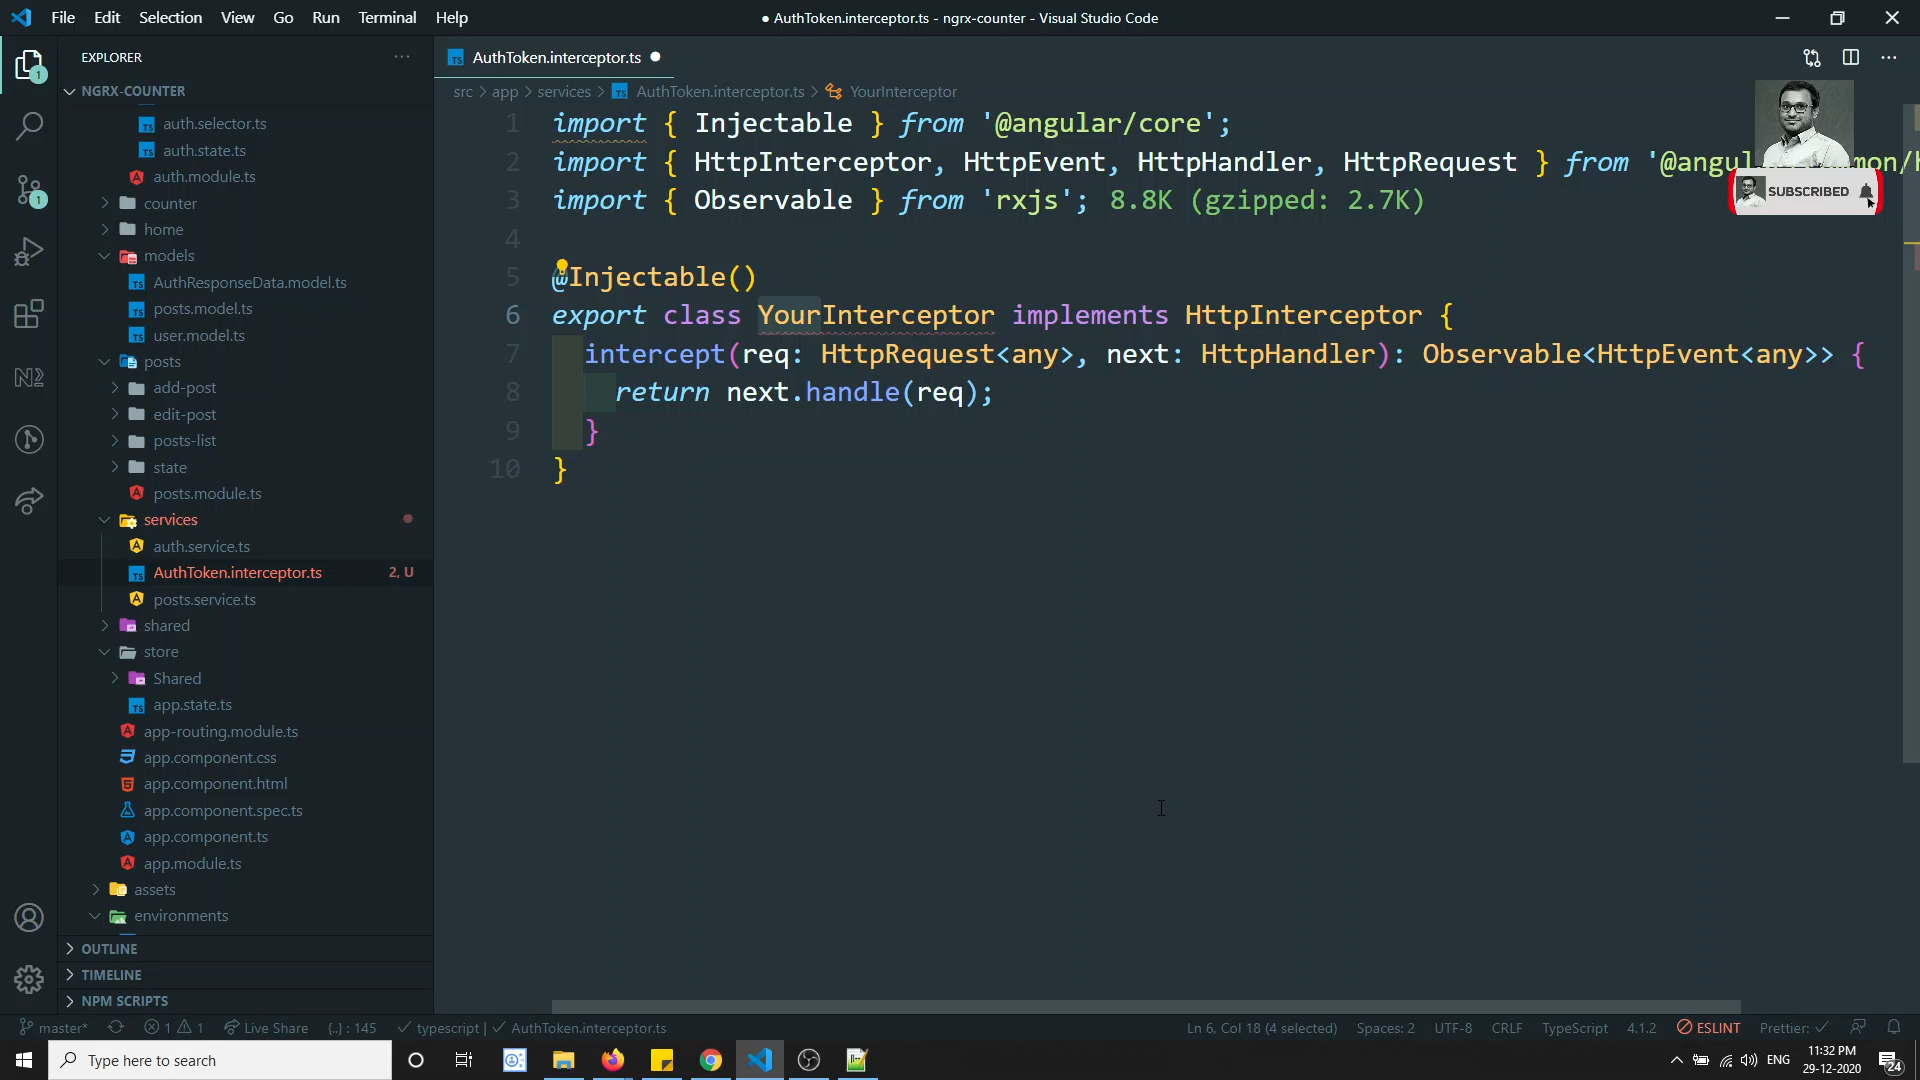 File Edit Selection View Go Run Terminal Help
● AuthToken.interceptor.ts - ngrx-counter - Visual Studio Code
EXPLORER
AuthToken.interceptor.ts
NGRX-COUNTER
src > app > services > AuthToken.interceptor.ts > YourInterceptor
auth.selector.ts
auth.state.ts
auth.module.ts
counter
home
models
AuthResponseData.model.ts
posts.model.ts
user.model.ts
posts
add-post
edit-post
posts-list
state
posts.module.ts
services
auth.service.ts
AuthToken.interceptor.ts 2, U
posts.service.ts
shared
store
Shared
app.state.ts
app-routing.module.ts
app.component.css
app.component.html
app.component.spec.ts
app.component.ts
app.module.ts
assets
environments
OUTLINE
TIMELINE
NPM SCRIPTS
1 import { Injectable } from '@angular/core';
2 import { HttpInterceptor, HttpEvent, HttpHandler, HttpRequest } from '@angul mon/h
3 import { Observable } from 'rxjs'; 8.8K (gzipped: 2.7K)
4
5 @Injectable()
6 export class YourInterceptor implements HttpInterceptor {
7 intercept(req: HttpRequest<any>, next: HttpHandler): Observable<HttpEvent<any>> {
8 return next.handle(req);
9 }
10 }
SUBSCRIBED
master* 1 1 Live Share {..} : 145 typescript | AuthToken.interceptor.ts
Ln 6, Col 18 (4 selected) Spaces: 2 UTF-8 CRLF TypeScript 4.1.2 ESLINT Prettier: ✓
Type here to search
ENG
11:32 PM
29-12-2020
24